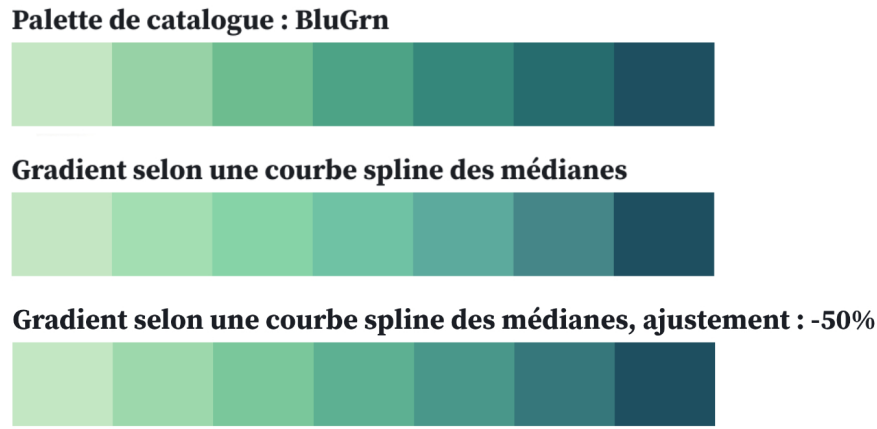 Palette de catalogue : BluGrn
Gradient selon une courbe spline des médianes
Gradient selon une courbe spline des médianes, ajustement : -50%